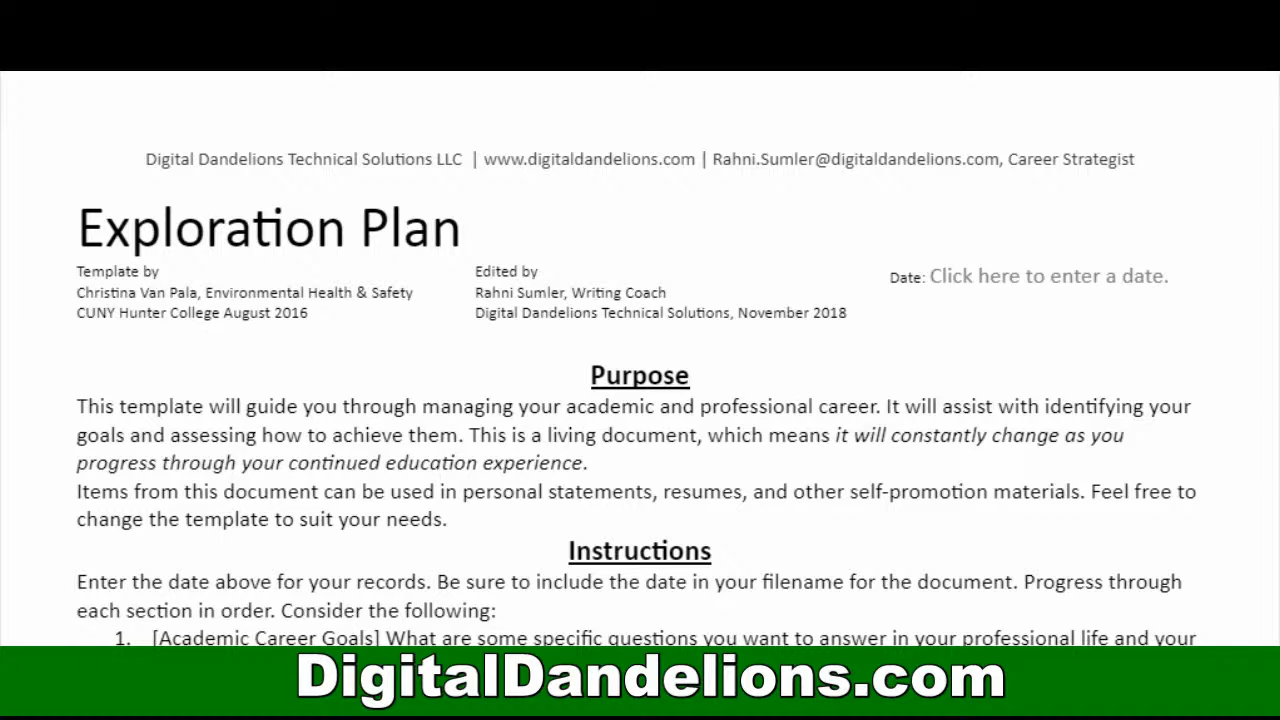 Digital Dandelions Technical Solutions LLC | www.digitaldandelions.com | Rahni.Sumler@digitaldandelions.com, Career Strategist
Exploration Plan
Template by
Christina Van Pala, Environmental Health & Safety
CUNY Hunter College August 2016
Edited by
Rahni Sumler, Writing Coach
Digital Dandelions Technical Solutions, November 2018
Date: Click here to enter a date.
Purpose
This template will guide you through managing your academic and professional career. It will assist with identifying your
goals and assessing how to achieve them. This is a living document, which means it will constantly change as you
progress through your continued education experience.
Items from this document can be used in personal statements, resumes, and other self-promotion materials. Feel free to
change the template to suit your needs.
Instructions
Enter the date above for your records. Be sure to include the date in your filename for the document. Progress through
each section in order. Consider the following:
1. [Academic Career Goals] What are some specific questions you want to answer in your professional life and your
DigitalDandelions.com